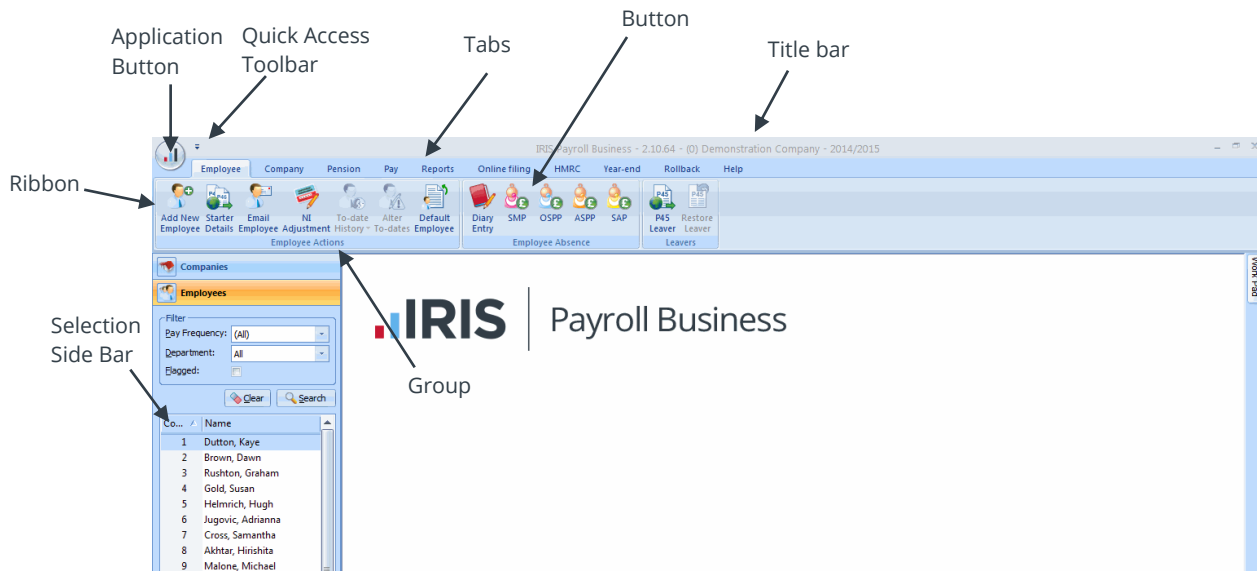 Button
Application
Button
Quick Access
Toolbar
Tabs
Title bar
IRIS Payroll Business - 2.10.64 - (0) Demonstration Company - 2014/2015
Employee Company Pension Pay Reports Online filing HMRC Year-end Rollback Help
Ribbon
Add New Starter Email NI To-date Alter Default Diary SMP OSPP ASPP SAP P45 Restore
Employee Details Employee Adjustment History To-dates Employee Entry Leaver Leaver
Employee Actions Employee Absence Leavers
Companies
Work Pad
Employees
IRIS Payroll Business
Filter
Pay Frequency: (All)
Department: All
Flagged:
Selection
Side Bar
Group
Clear Search
Co... Name
1 Dutton, Kaye
2 Brown, Dawn
3 Rushton, Graham
4 Gold, Susan
5 Helmrich, Hugh
6 Jugovic, Adrianna
7 Cross, Samantha
8 Akhtar, Hirishita
9 Malone, Michael